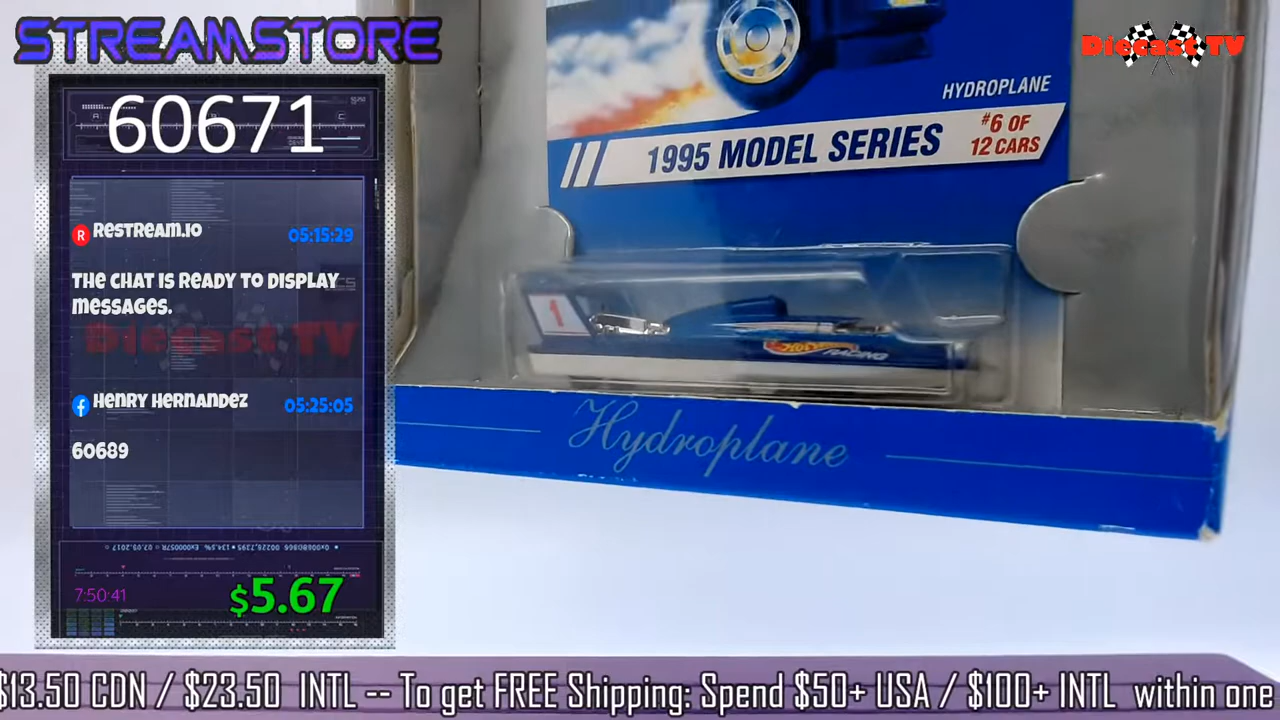 STREAMSTORE
60671
Restream.io 05:15:29
The chat is ready to display
messages.
Diecast TV
Henry Hernandez 05:25:05
60689
7:50:41
$5.67
Diecast TV
HYDROPLANE
1995 MODEL SERIES
#6 OF
12 CARS
1
Hot Wheels
RACING
Hydroplane
$13.50 CDN / $23.50 INTL -- To get FREE Shipping: Spend $50+ USA / $100+ INTL within one